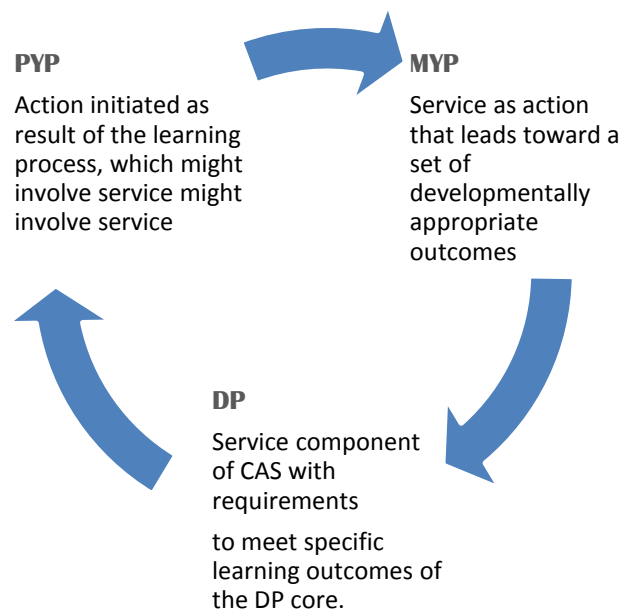 PYP
Action initiated as
result of the learning
process, which might
involve service might
involve service
MYP
Service as action
that leads toward a
set of
developmentally
appropriate
outcomes
DP
Service component
of CAS with
requirements
to meet specific
learning outcomes of
the DP core.